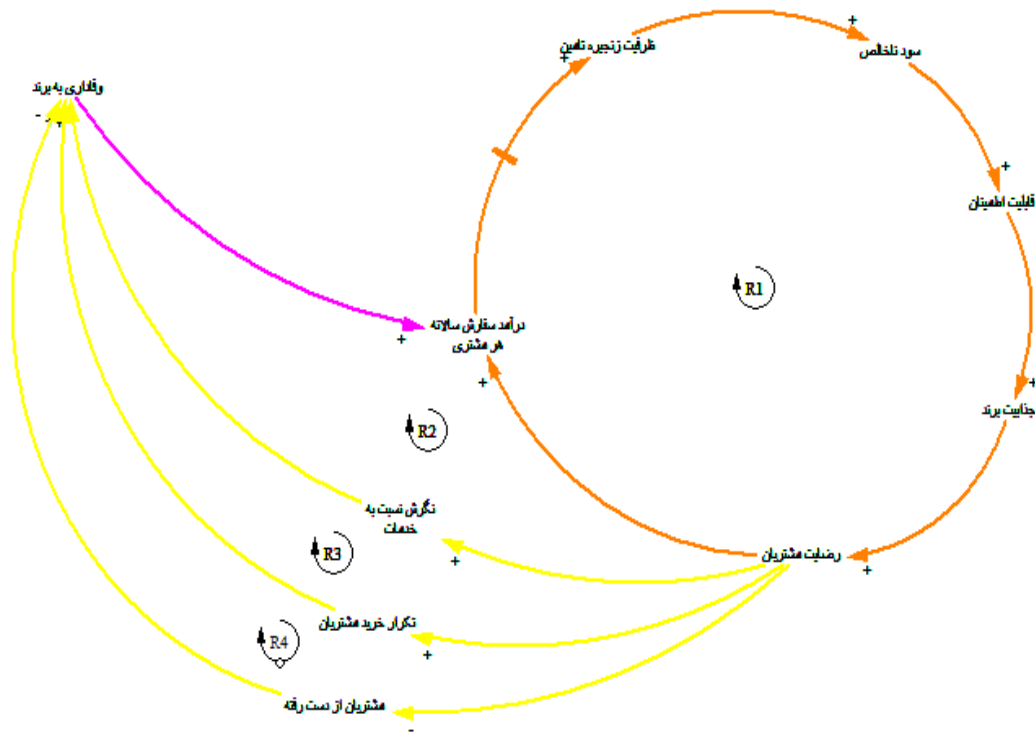 ظرفیت زنجیره تامین
سود ناخالص
وفاداری به برند
قابلیت اطمینان
R1
درآمد سفارش سالانه
هر مشتری
جذابیت برند
R2
نگرش نسبت به
خدمات
R3
رضایت مشتریان
تکرار خرید مشتریان
R4
مشتریان از دست رفته